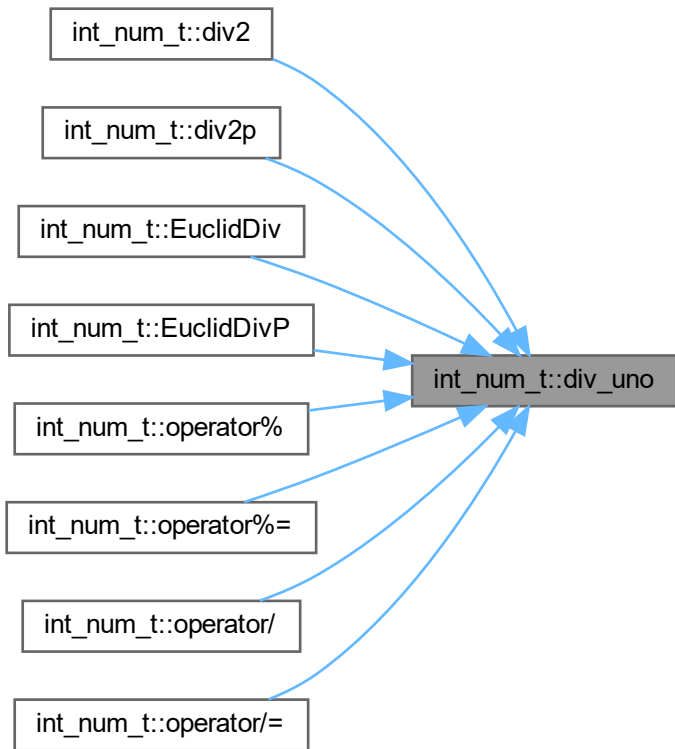 int_num_t::div2
int_num_t::div2p
int_num_t::EuclidDiv
int_num_t::EuclidDivP
int_num_t::div_uno
int_num_t::operator%
int_num_t::operator%=
int_num_t::operator/
int_num_t::operator/=